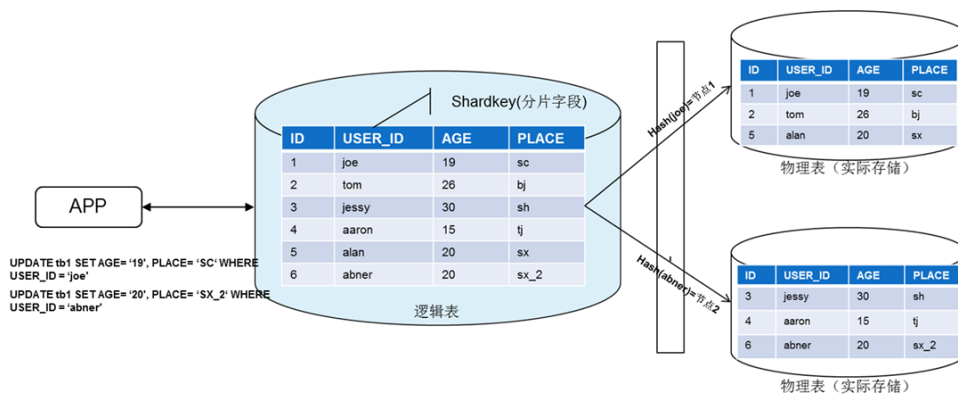 APP
UPDATE tb1 SET AGE= ‘19’, PLACE= ‘SC‘ WHERE
USER_ID = ‘joe’
UPDATE tb1 SET AGE= ‘20’, PLACE= ‘SX_2‘ WHERE
USER_ID = ‘abner’
Shardkey(分片字段)
ID USER_ID AGE PLACE
1 joe 19 sc
2 tom 26 bj
3 jessy 30 sh
4 aaron 15 tj
5 alan 20 sx
6 abner 20 sx_2
逻辑表
Hash(joe)=节点1
Hash(abner)=节点2
ID USER_ID AGE PLACE
1 joe 19 sc
2 tom 26 bj
5 alan 20 sx
物理表（实际存储）
ID USER_ID AGE PLACE
3 jessy 30 sh
4 aaron 15 tj
6 abner 20 sx_2
物理表（实际存储）